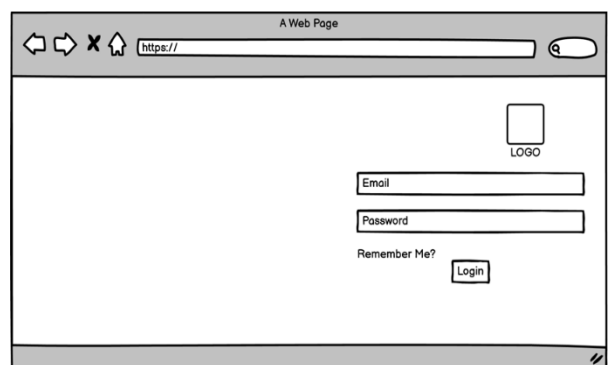 A Web Page
https://
LOGO
Email
Password
Remember Me?
Login